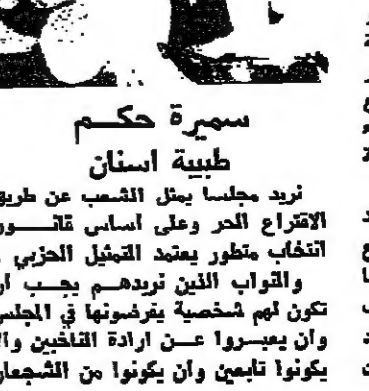 سميرة حكم
طبيبة اسنان
نريد مجلسا يمثل الشعب عن طريق
الاقتراع الحر وعلى اساس قانون
انتخاب متطور يعتمد التمثيل الحزبي
والنواب الذين نريدهم يجب ان
تكون لهم شخصية يفرضونها في المجلس
وان يعبروا عن ارادة الناخبين والا
يكونوا تابعين وان يكونوا من الشجعان